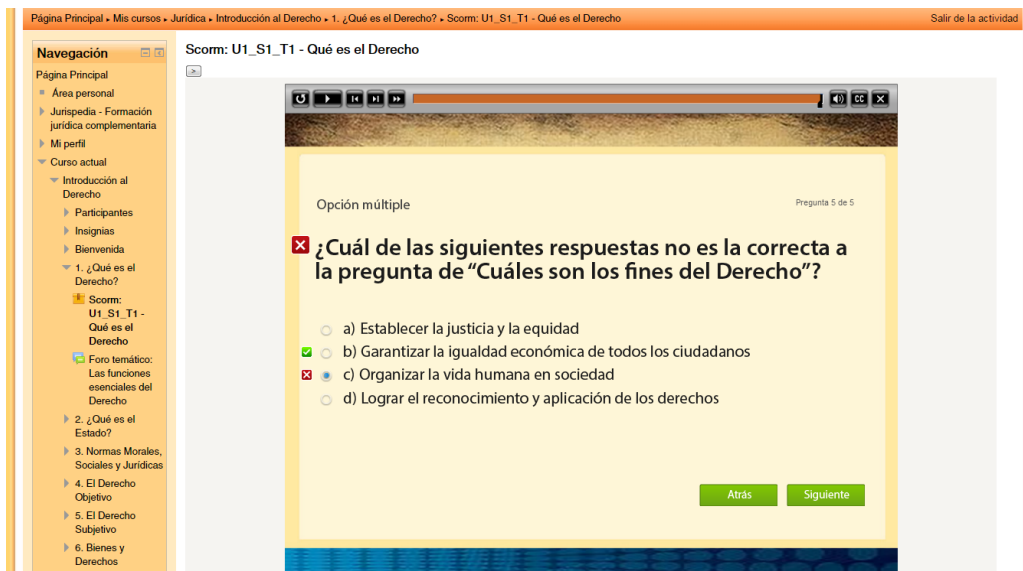 Página Principal ▸ Mis cursos ▸ Jurídica ▸ Introducción al Derecho ▸ 1. ¿Qué es el Derecho? ▸ Scorm: U1_S1_T1 - Qué es el Derecho
Salir de la actividad
Navegación
Página Principal
Área personal
Jurispedia - Formación
jurídica complementaria
Mi perfil
Curso actual
Introducción al
Derecho
Participantes
Insignias
Bienvenida
1. ¿Qué es el
Derecho?
Scorm:
U1_S1_T1 -
Qué es el
Derecho
Foro temático:
Las funciones
esenciales del
Derecho
2. ¿Qué es el
Estado?
3. Normas Morales,
Sociales y Jurídicas
4. El Derecho
Objetivo
5. El Derecho
Subjetivo
6. Bienes y
Derechos
Scorm: U1_S1_T1 - Qué es el Derecho
>
CC
Opción múltiple
Pregunta 5 de 5
¿Cuál de las siguientes respuestas no es la correcta a
la pregunta de “Cuáles son los fines del Derecho”?
a) Establecer la justicia y la equidad
b) Garantizar la igualdad económica de todos los ciudadanos
c) Organizar la vida humana en sociedad
d) Lograr el reconocimiento y aplicación de los derechos
Atrás
Siguiente